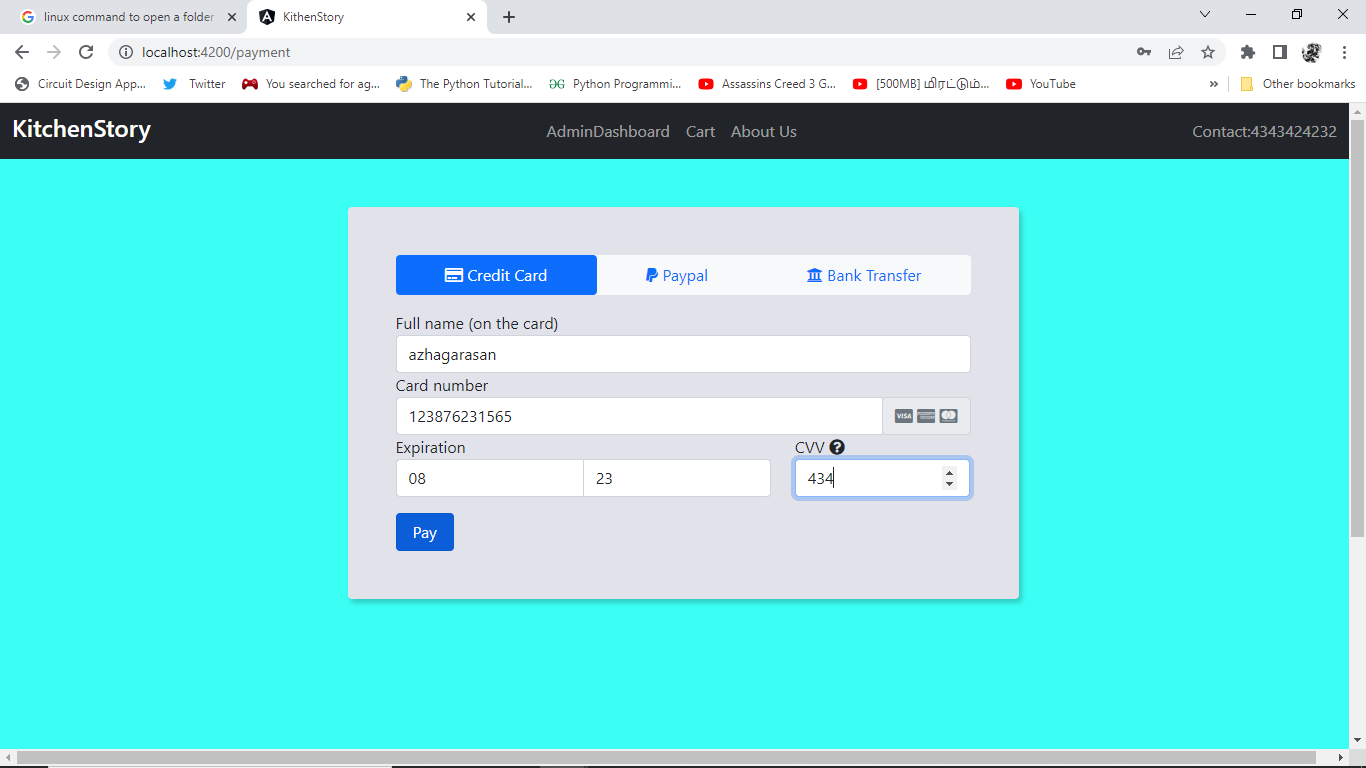 linux command to open a folder
KithenStory
localhost:4200/payment
Circuit Design App... Twitter You searched for ag... The Python Tutorial... Python Programmi... Assassins Creed 3 G... [500MB] மிரட்டும்... YouTube » Other bookmarks
KitchenStory AdminDashboard Cart About Us Contact:4343424232
Credit Card Paypal Bank Transfer
Full name (on the card)
azhagarasan
Card number
123876231565 VISA
Expiration CVV ?
08 23 434
Pay